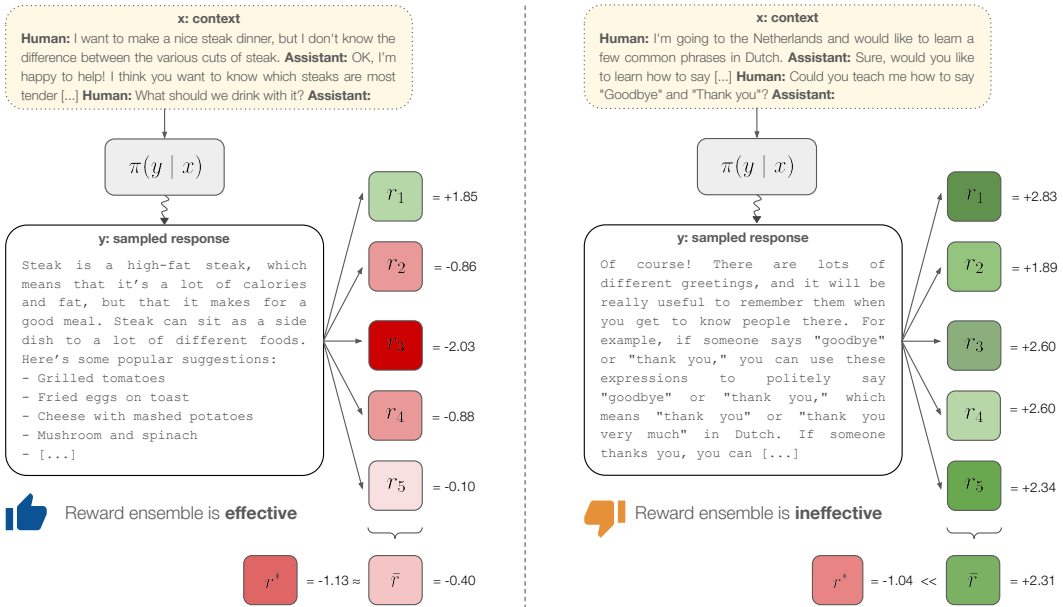 x: context
Human: I want to make a nice steak dinner, but I don't know the
difference between the various cuts of steak. Assistant: OK, I'm
happy to help! I think you want to know which steaks are most
tender [...] Human: What should we drink with it? Assistant:
π(y | x)
y: sampled response
Steak is a high-fat steak, which
means that it's a lot of calories
and fat, but that it makes for a
good meal. Steak can sit as a side
dish to a lot of different foods.
Here's some popular suggestions:
- Grilled tomatoes
- Fried eggs on toast
- Cheese with mashed potatoes
- Mushroom and spinach
- [...]
r1 = +1.85
r2 = -0.86
r3 = -2.03
r4 = -0.88
r5 = -0.10
Reward ensemble is effective
r* = -1.13 ≈ r̄ = -0.40
x: context
Human: I'm going to the Netherlands and would like to learn a
few common phrases in Dutch. Assistant: Sure, would you like
to learn how to say [...] Human: Could you teach me how to say
"Goodbye" and "Thank you"? Assistant:
π(y | x)
y: sampled response
Of course! There are lots of
different greetings, and it will be
really useful to remember them when
you get to know people there. For
example, if someone says "goodbye"
or "thank you," you can use these
expressions to politely say
"goodbye" or "thank you," which
means "thank you" or "thank you
very much" in Dutch. If someone
thanks you, you can [...]
r1 = +2.83
r2 = +1.89
r3 = +2.60
r4 = +2.60
r5 = +2.34
Reward ensemble is ineffective
r* = -1.04 << r̄ = +2.31